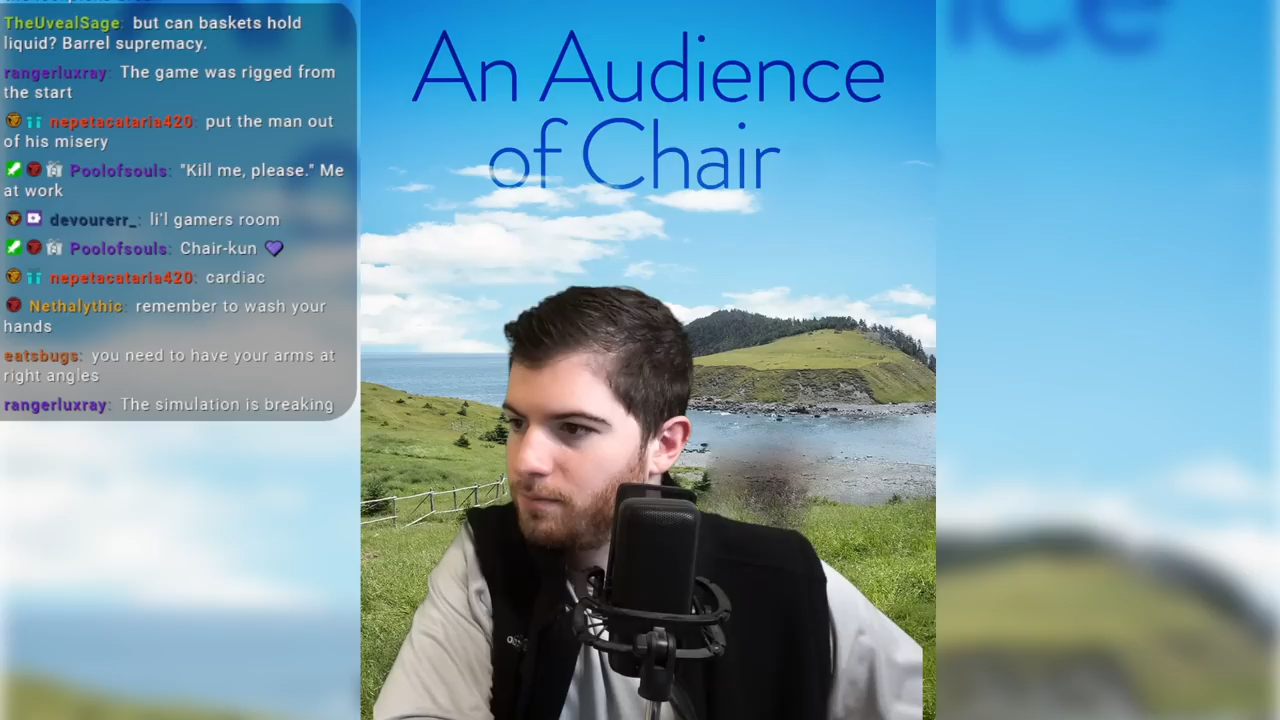 TheUvealSage: but can baskets hold
liquid? Barrel supremacy.
rangerluxray: The game was rigged from
the start
nepetacataria420: put the man out
of his misery
Poolofsouls: "Kill me, please." Me
at work
devourerr_: li'l gamers room
Poolofsouls: Chair-kun 💜
nepetacataria420: cardiac
Nethalythic: remember to wash your
hands
eatsbugs: you need to have your arms at
right angles
rangerluxray: The simulation is breaking
An Audience
of Chair